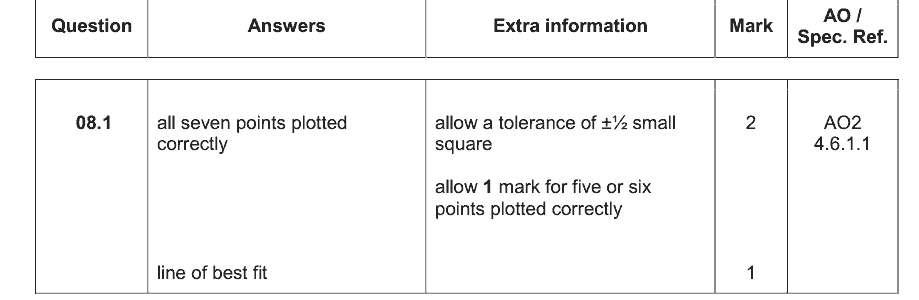 Question Answers Extra information Mark AO /
Spec. Ref.
08.1 all seven points plotted allow a tolerance of ±½ small 2 AO2
correctly square 4.6.1.1
allow 1 mark for five or six
points plotted correctly
line of best fit 1